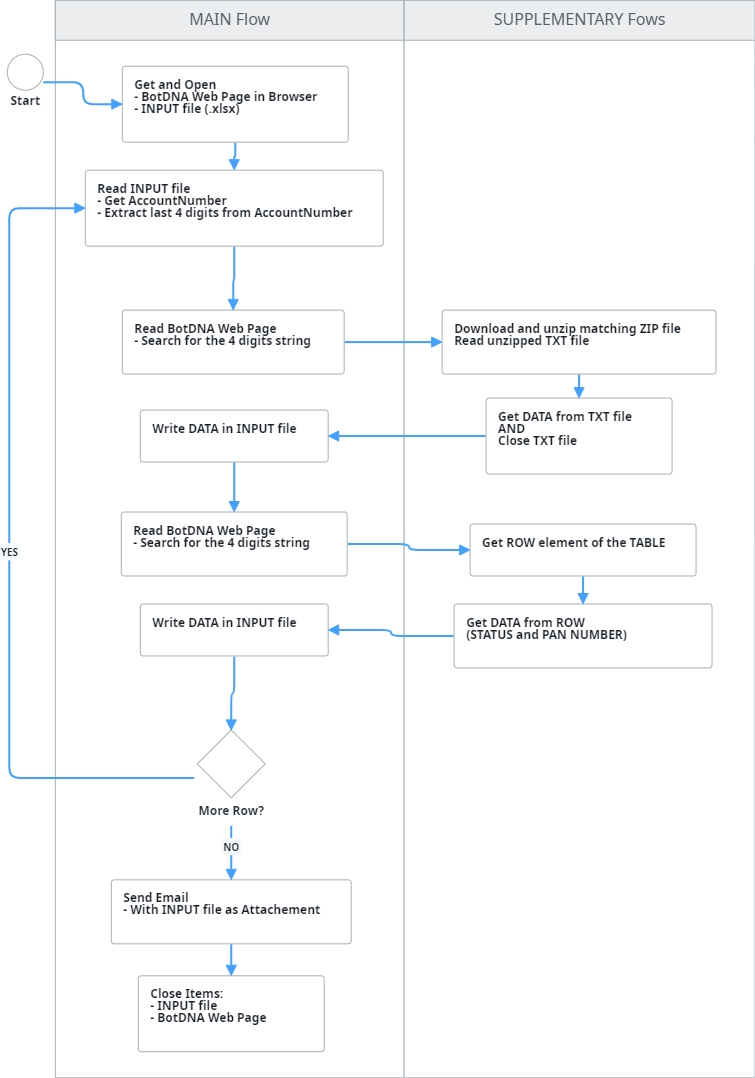 MAIN Flow
SUPPLEMENTARY Fows
Start
Get and Open
- BotDNA Web Page in Browser
- INPUT file (.xlsx)
Read INPUT file
- Get AccountNumber
- Extract last 4 digits from AccountNumber
Read BotDNA Web Page
- Search for the 4 digits string
Download and unzip matching ZIP file
Read unzipped TXT file
Get DATA from TXT file
AND
Close TXT file
Write DATA in INPUT file
Read BotDNA Web Page
- Search for the 4 digits string
Get ROW element of the TABLE
YES
Get DATA from ROW
(STATUS and PAN NUMBER)
Write DATA in INPUT file
More Row?
NO
Send Email
- With INPUT file as Attachement
Close Items:
- INPUT file
- BotDNA Web Page